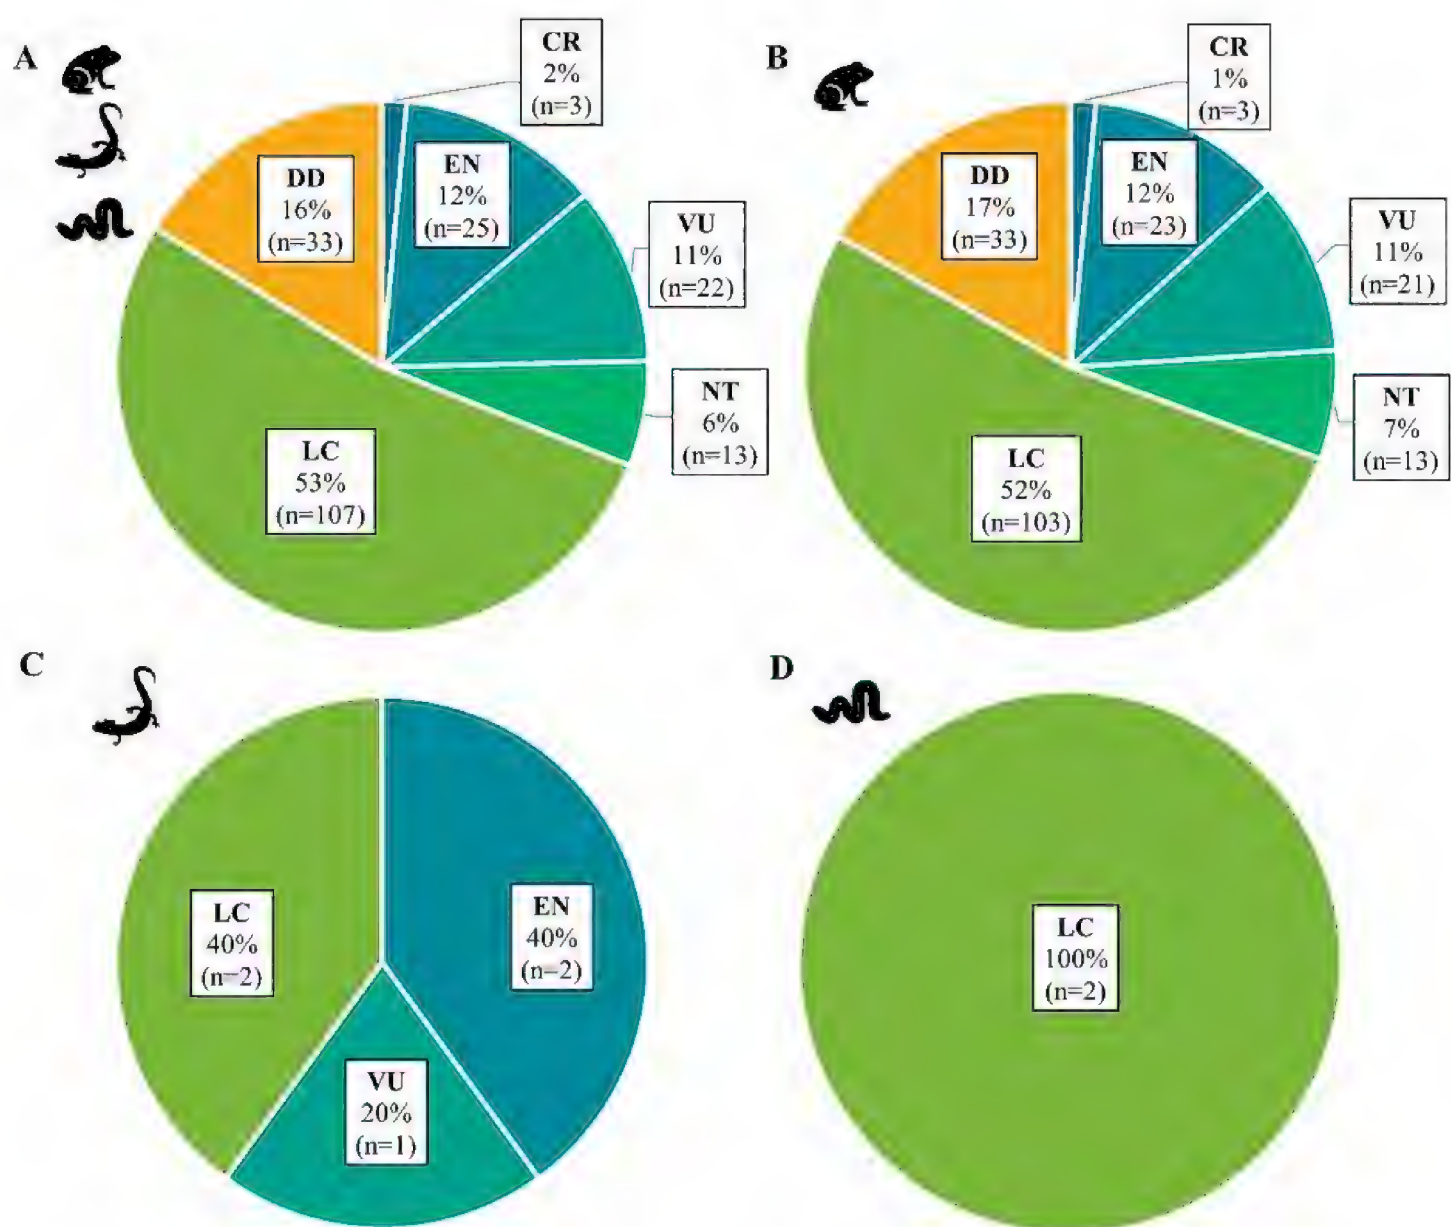 A
CR
2%
(n=3)
DD
16%
(n=33)
EN
12%
(n=25)
VU
11%
(n=22)
NT
6%
(n=13)
LC
53%
(n=107)
B
CR
1%
(n=3)
DD
17%
(n=33)
EN
12%
(n=23)
VU
11%
(n=21)
NT
7%
(n=13)
LC
52%
(n=103)
C
LC
40%
(n=2)
EN
40%
(n=2)
VU
20%
(n=1)
D
LC
100%
(n=2)